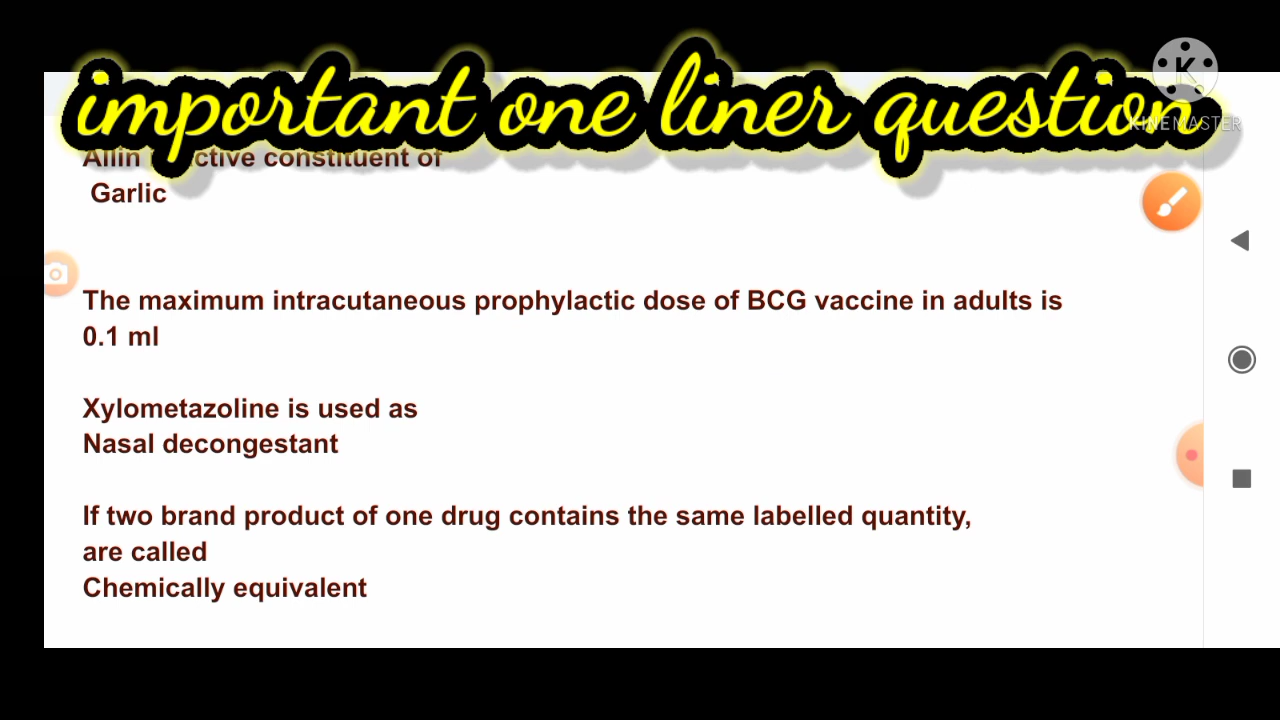 important one liner question
KINEMASTER
Allin ctive constituent of
Garlic
The maximum intracutaneous prophylactic dose of BCG vaccine in adults is
0.1 ml
Xylometazoline is used as
Nasal decongestant
If two brand product of one drug contains the same labelled quantity,
are called
Chemically equivalent